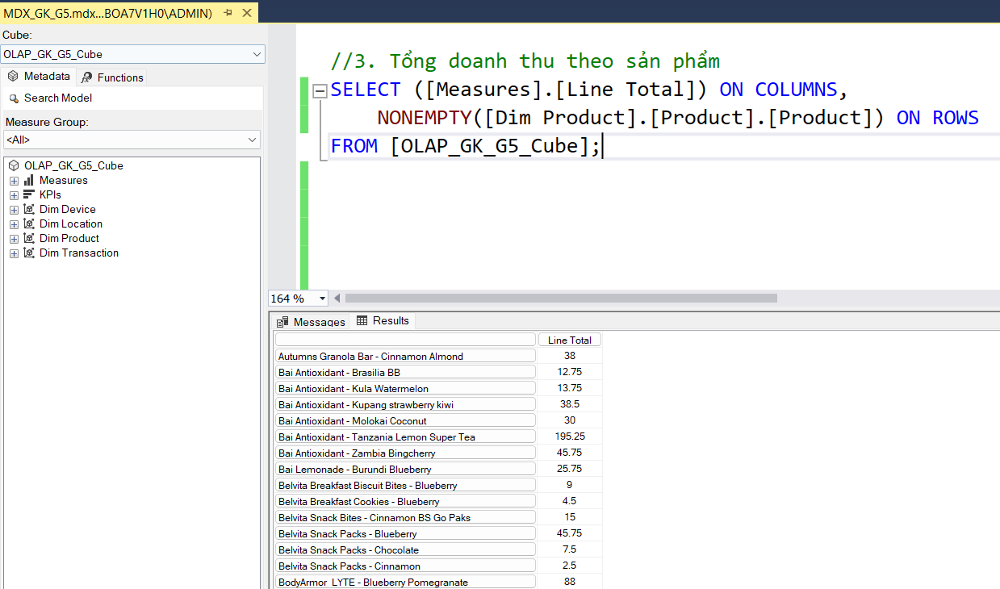 MDX_GK_G5.mdx...BOA7V1H0\ADMIN)
Cube:
OLAP_GK_G5_Cube
Metadata
Functions
Search Model
Measure Group:
<All>
OLAP_GK_G5_Cube
Measures
KPIs
Dim Device
Dim Location
Dim Product
Dim Transaction
//3. Tổng doanh thu theo sản phẩm
SELECT ([Measures].[Line Total]) ON COLUMNS,
NONEMPTY([Dim Product].[Product].[Product]) ON ROWS
FROM [OLAP_GK_G5_Cube];
164 %
Messages
Results
Line Total
Autumns Granola Bar - Cinnamon Almond 38
Bai Antioxidant - Brasilia BB 12.75
Bai Antioxidant - Kula Watermelon 13.75
Bai Antioxidant - Kupang strawberry kiwi 38.5
Bai Antioxidant - Molokai Coconut 30
Bai Antioxidant - Tanzania Lemon Super Tea 195.25
Bai Antioxidant - Zambia Bingcherry 45.75
Bai Lemonade - Burundi Blueberry 25.75
Belvita Breakfast Biscuit Bites - Blueberry 9
Belvita Breakfast Cookies - Blueberry 4.5
Belvita Snack Bites - Cinnamon BS Go Paks 15
Belvita Snack Packs - Blueberry 45.75
Belvita Snack Packs - Chocolate 7.5
Belvita Snack Packs - Cinnamon 2.5
BodyArmor LYTE - Blueberry Pomegranate 88